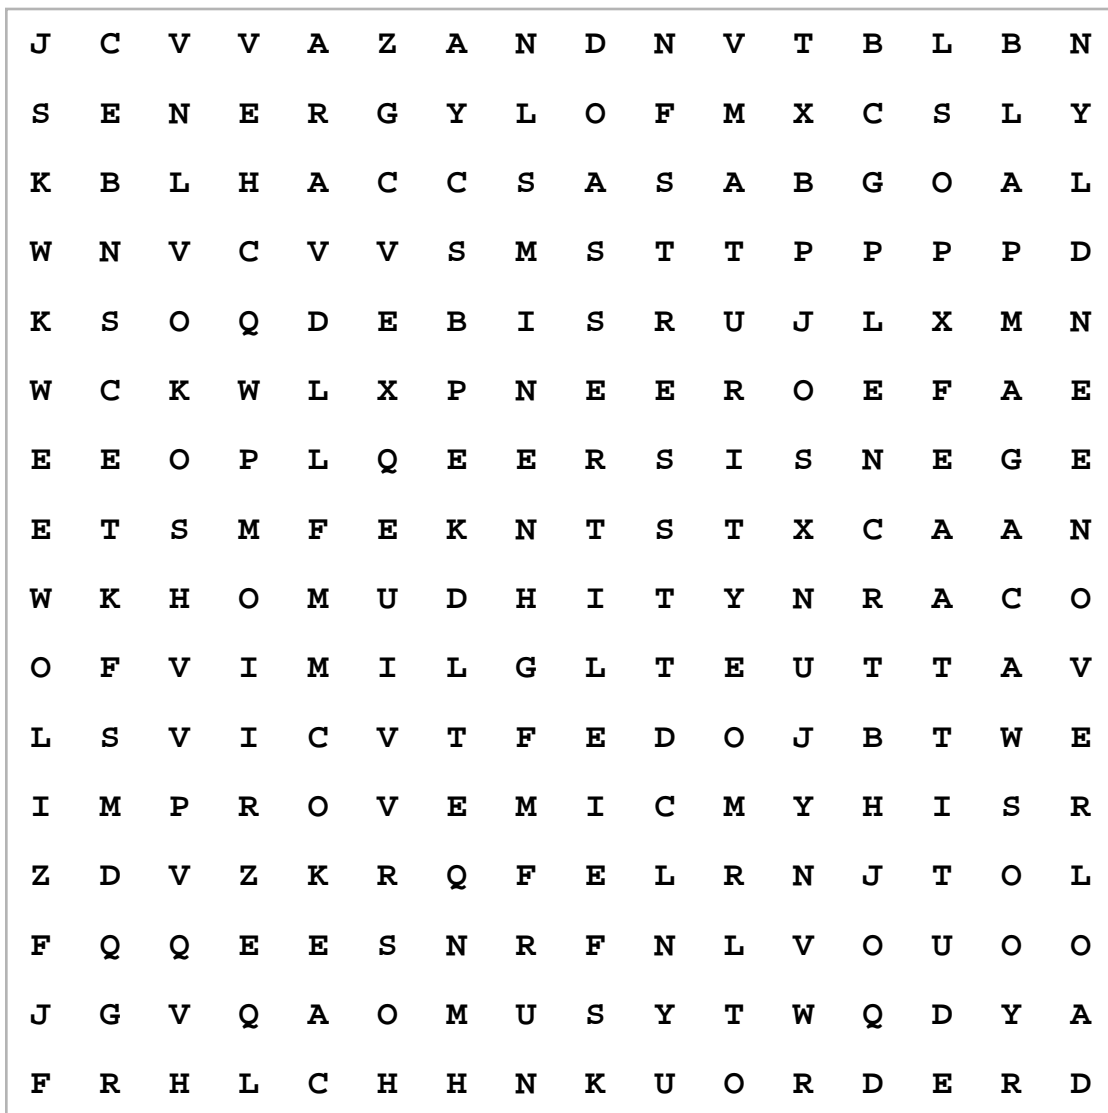 J C V V A Z A N D N V T B L B N
S E N E R G Y L O F M X C S L Y
K B L H A C C S A S A B G O A L
W N V C V V S M S T T P P P P D
K S O Q D E B I S R U J L X M N
W C K W L X P N E E R O E F A E
E E O P L Q E E R S I S N E G E
E T S M F E K N T S T X C A A N
W K H O M U D H I T Y N R A C O
O F V I M I L G L T E U T T A V
L S V I C V T F E D O J B T W E
I M P R O V E M I C M Y H I S R
Z D V Z K R Q F E L R N J T O L
F Q Q E E S N R F N L V O U O O
J G V Q A O M U S Y T W Q D Y A
F R H L C H H N K U O R D E R D